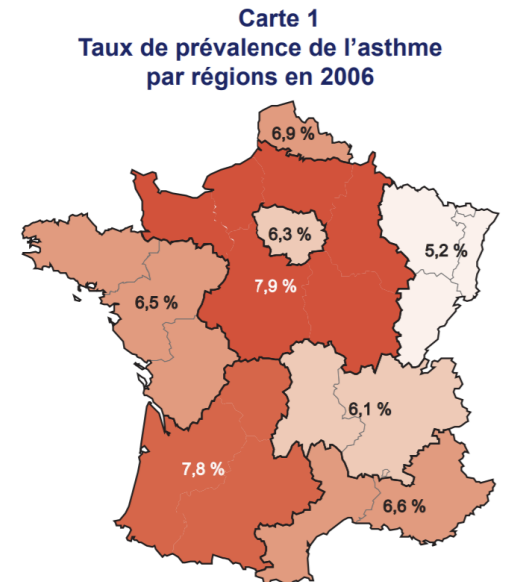 Carte 1
Taux de prévalence de l’asthme
par régions en 2006
6,9 %
6,3 %
5,2 %
7,9 %
6,5 %
6,1 %
7,8 %
6,6 %